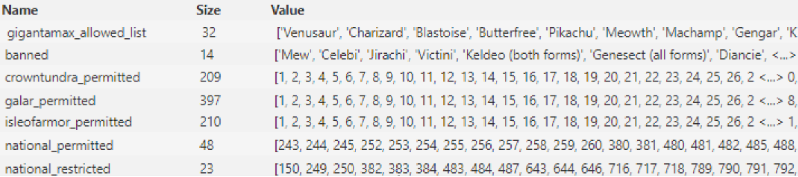 Name Size Value
gigantamax_allowed_list 32 ['Venusaur', 'Charizard', 'Blastoise', 'Butterfree', 'Pikachu', 'Meowth', 'Machamp', 'Gengar', 'K
banned 14 ['Mew', 'Celebi', 'Jirachi', 'Victini', 'Keldeo (both forms)', 'Genesect (all forms)', 'Diancie', <...>
crowntundra_permitted 209 [1, 2, 3, 4, 5, 6, 7, 8, 9, 10, 11, 12, 13, 14, 15, 16, 17, 18, 19, 20, 21, 22, 23, 24, 25, 26, 2 <...> 0,
galar_permitted 397 [1, 2, 3, 4, 5, 6, 7, 8, 9, 10, 11, 12, 13, 14, 15, 16, 17, 18, 19, 20, 21, 22, 23, 24, 25, 26, 2 <...> 8,
isleofarmor_permitted 210 [1, 2, 3, 4, 5, 6, 7, 8, 9, 10, 11, 12, 13, 14, 15, 16, 17, 18, 19, 20, 21, 22, 23, 24, 25, 26, 2 <...> 1,
national_permitted 48 [243, 244, 245, 252, 253, 254, 255, 256, 257, 258, 259, 260, 380, 381, 480, 481, 482, 485, 488,
national_restricted 23 [150, 249, 250, 382, 383, 384, 483, 484, 487, 643, 644, 646, 716, 717, 718, 789, 790, 791, 792,